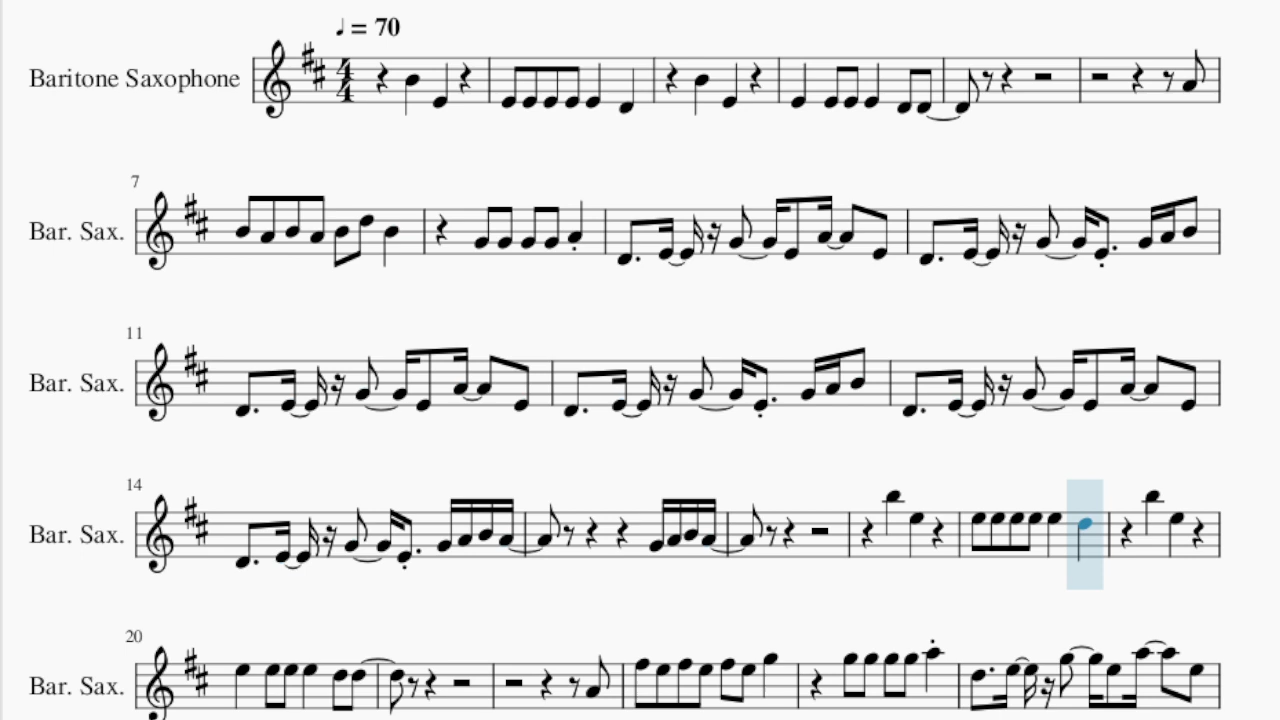 ♩ = 70
Baritone Saxophone
4
4
7
Bar. Sax.
11
Bar. Sax.
14
Bar. Sax.
20
Bar. Sax.